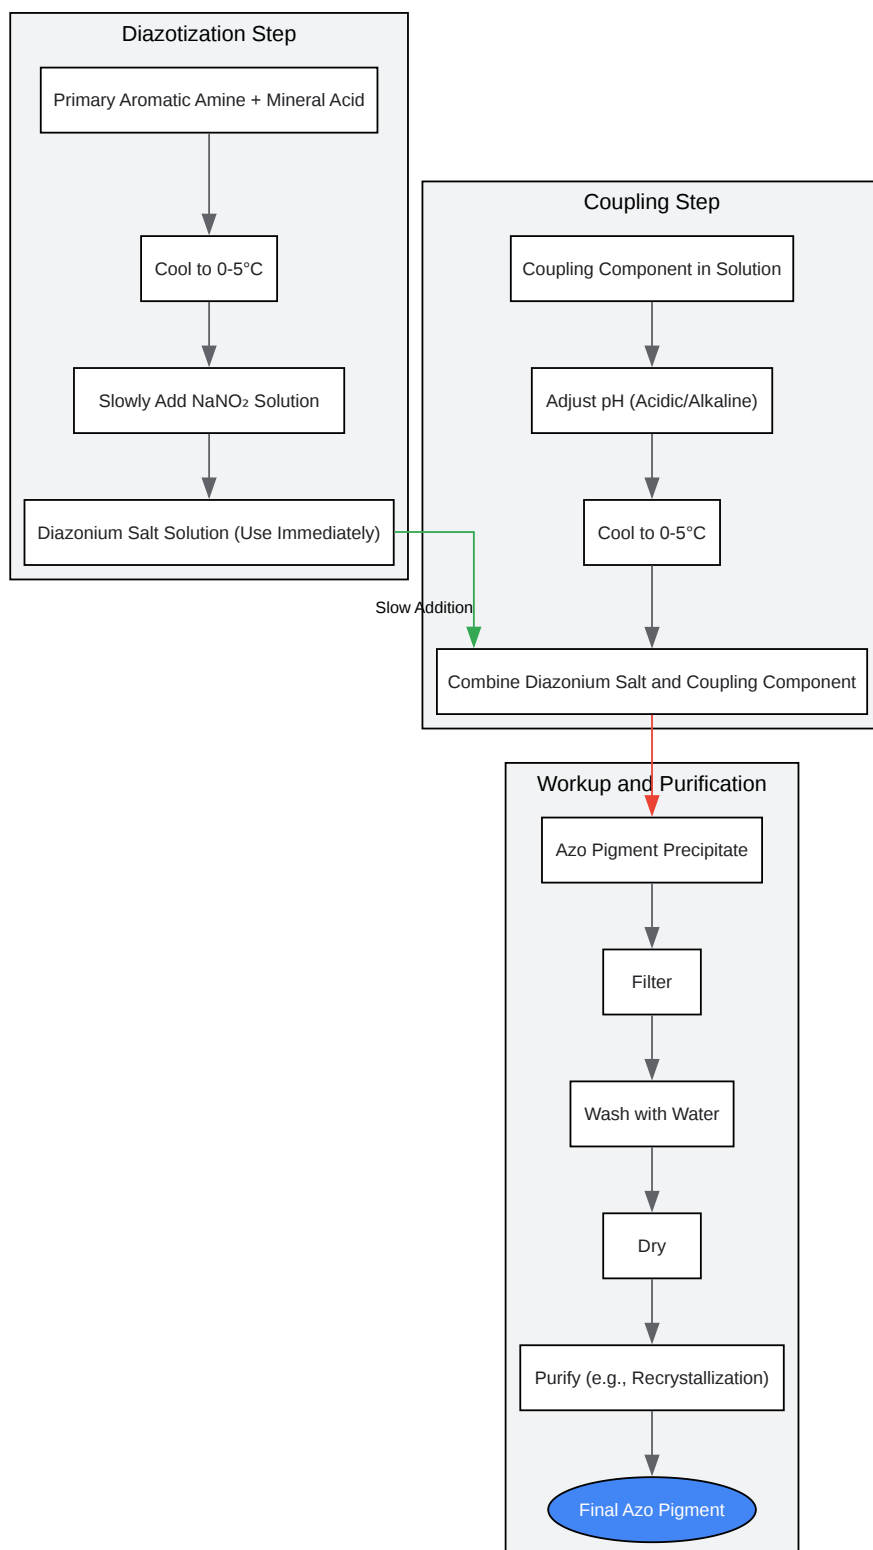 Diazotization Step
Primary Aromatic Amine + Mineral Acid
Cool to 0-5°C
Slowly Add NaNO₂ Solution
Diazonium Salt Solution (Use Immediately)
Slow Addition
Coupling Step
Coupling Component in Solution
Adjust pH (Acidic/Alkaline)
Cool to 0-5°C
Combine Diazonium Salt and Coupling Component
Workup and Purification
Azo Pigment Precipitate
Filter
Wash with Water
Dry
Purify (e.g., Recrystallization)
Final Azo Pigment